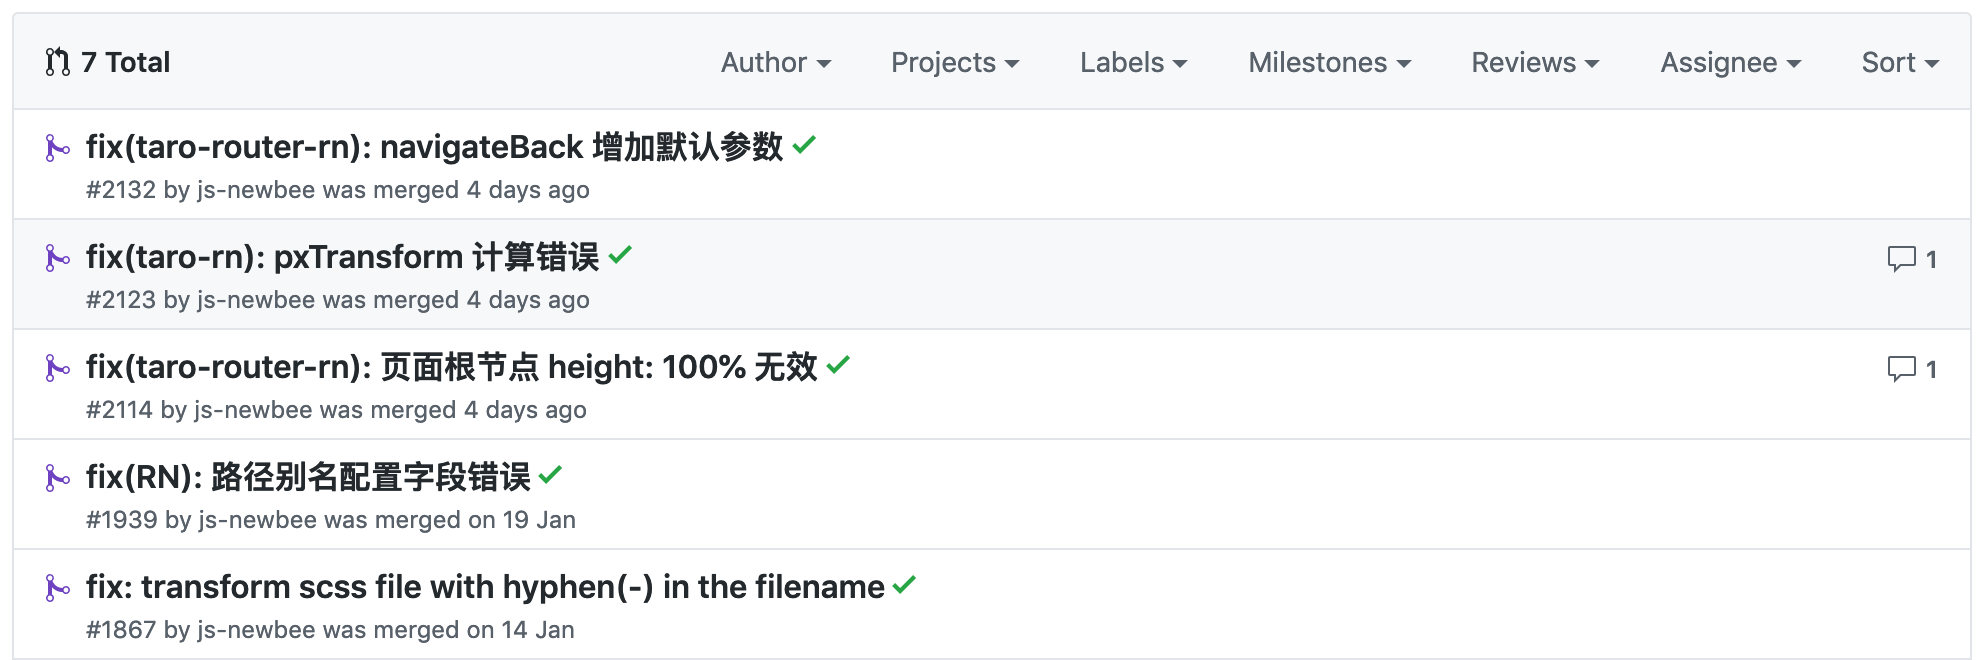 7 Total Author Projects Labels Milestones Reviews Assignee Sort
fix(taro-router-rn): navigateBack 增加默认参数
#2132 by js-newbee was merged 4 days ago
fix(taro-rn): pxTransform 计算错误 1
#2123 by js-newbee was merged 4 days ago
fix(taro-router-rn): 页面根节点 height: 100% 无效 1
#2114 by js-newbee was merged 4 days ago
fix(RN): 路径别名配置字段错误
#1939 by js-newbee was merged on 19 Jan
fix: transform scss file with hyphen(-) in the filename
#1867 by js-newbee was merged on 14 Jan